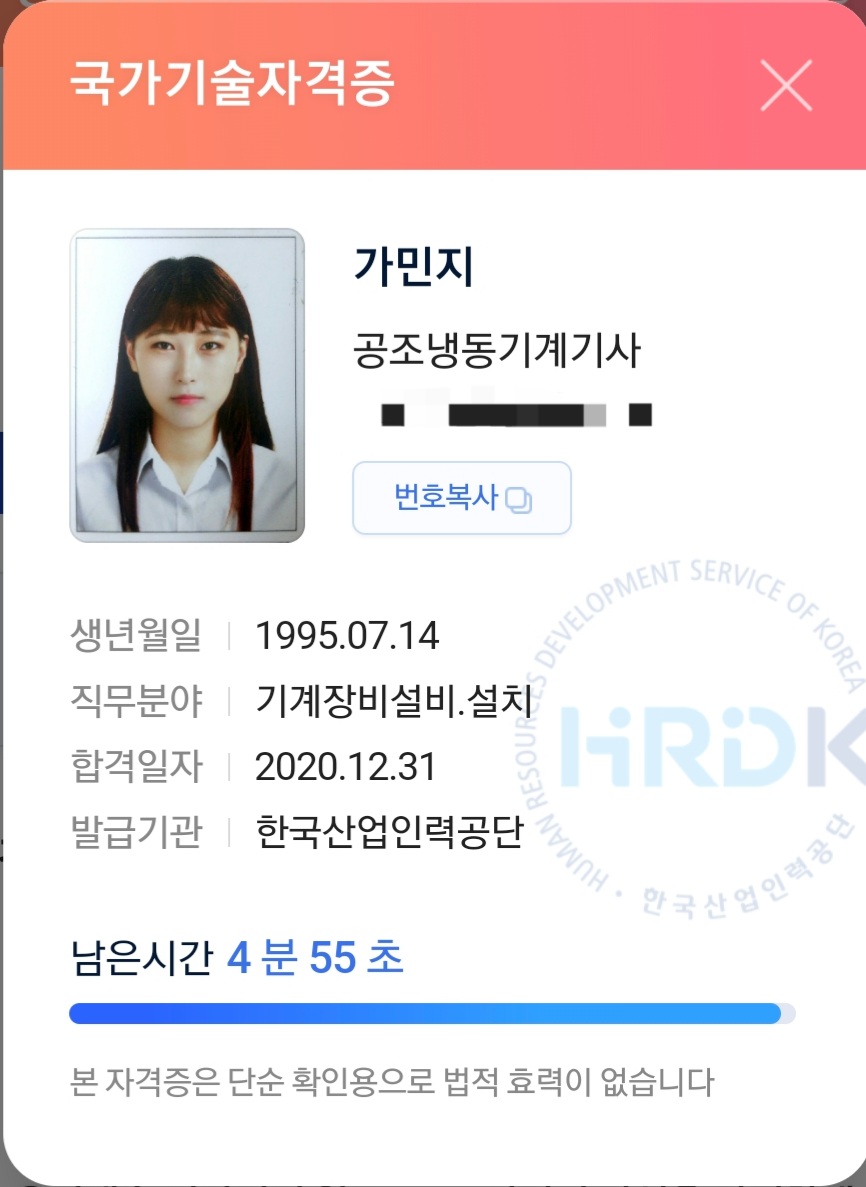 국가기술자격증
가민지
공조냉동기계기사
번호복사
생년월일 1995.07.14
직무분야 기계장비설비.설치
합격일자 2020.12.31
발급기관 한국산업인력공단
HUMAN RESOURCES DEVELOPMENT SERVICE OF KOREA
HRDK
한국산업인력공단
남은시간 4 분 55 초
본 자격증은 단순 확인용으로 법적 효력이 없습니다